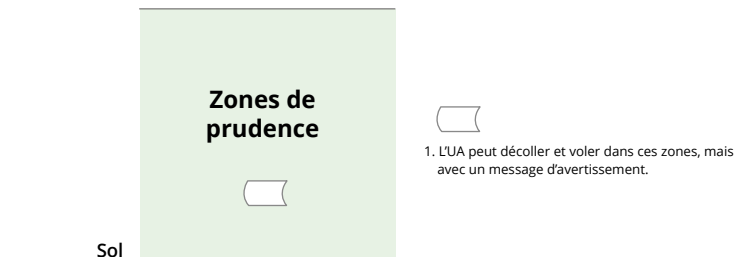 Zones de
prudence
1. L’UA peut décoller et voler dans ces zones, mais
avec un message d’avertissement.
Sol